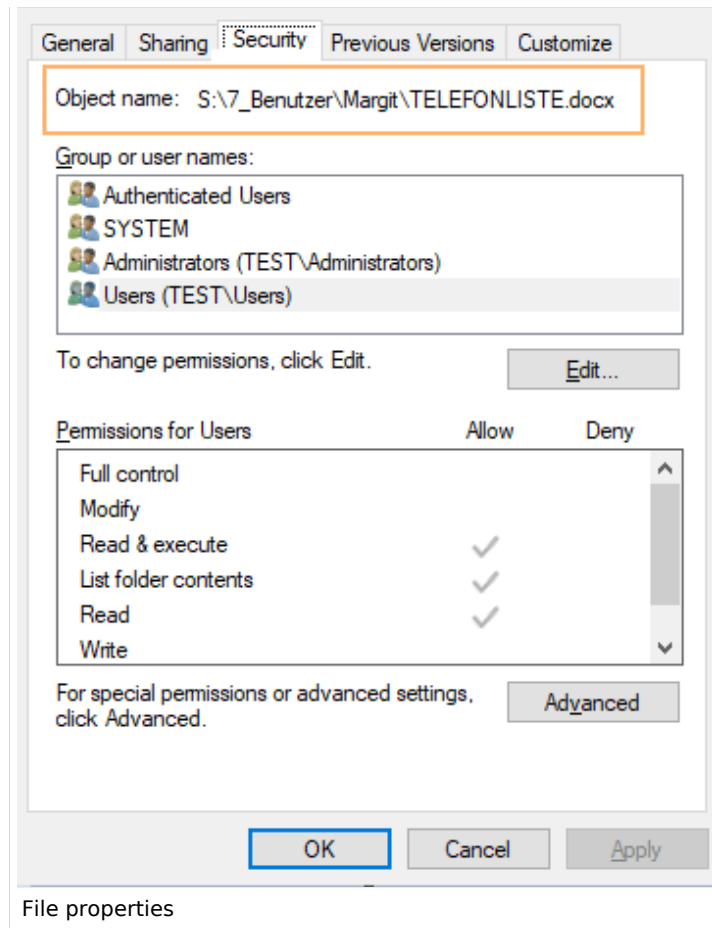 General Sharing Security Previous Versions Customize
Object name: S:\7_Benutzer\Margit\TELEFONLISTE.docx
Group or user names:
Authenticated Users
SYSTEM
Administrators (TEST\Administrators)
Users (TEST\Users)
To change permissions, click Edit.
Edit...
Permissions for Users Allow Deny
Full control
Modify
Read & execute
List folder contents
Read
Write
For special permissions or advanced settings,
click Advanced.
Advanced
OK Cancel Apply
File properties